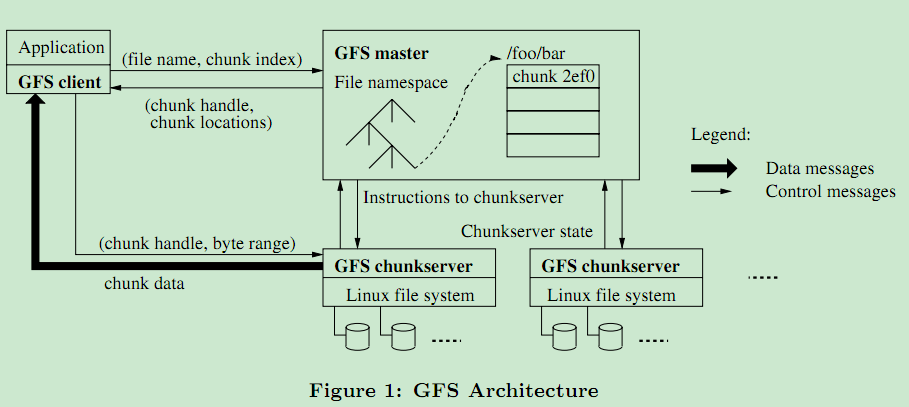 Application
GFS client
(file name, chunk index)
(chunk handle,
chunk locations)
GFS master
File namespace
/foo/bar
chunk 2ef0
Legend:
Data messages
Control messages
Instructions to chunkserver
Chunkserver state
(chunk handle, byte range)
chunk data
GFS chunkserver
Linux file system
GFS chunkserver
Linux file system
Figure 1: GFS Architecture